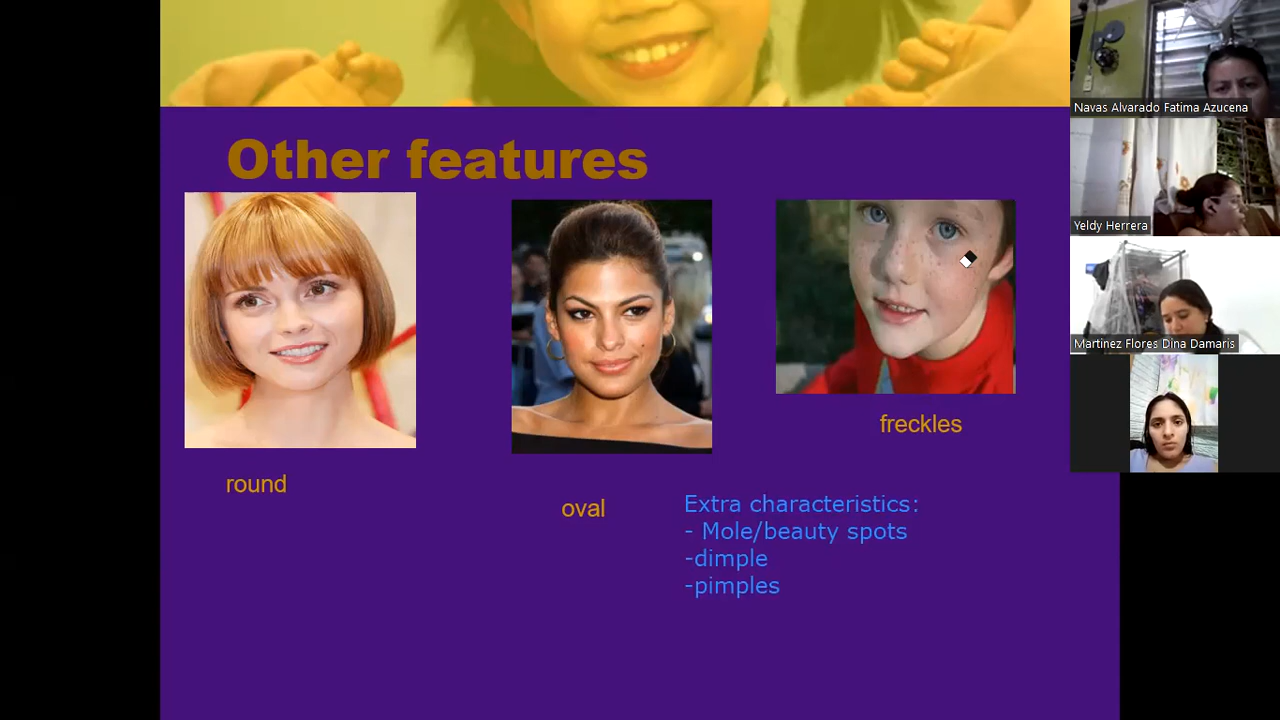 Other features
round
oval
freckles
Extra characteristics:
- Mole/beauty spots
-dimple
-pimples
Navas Alvarado Fatima Azucena
Yeldy Herrera
Martinez Flores Dina Damaris